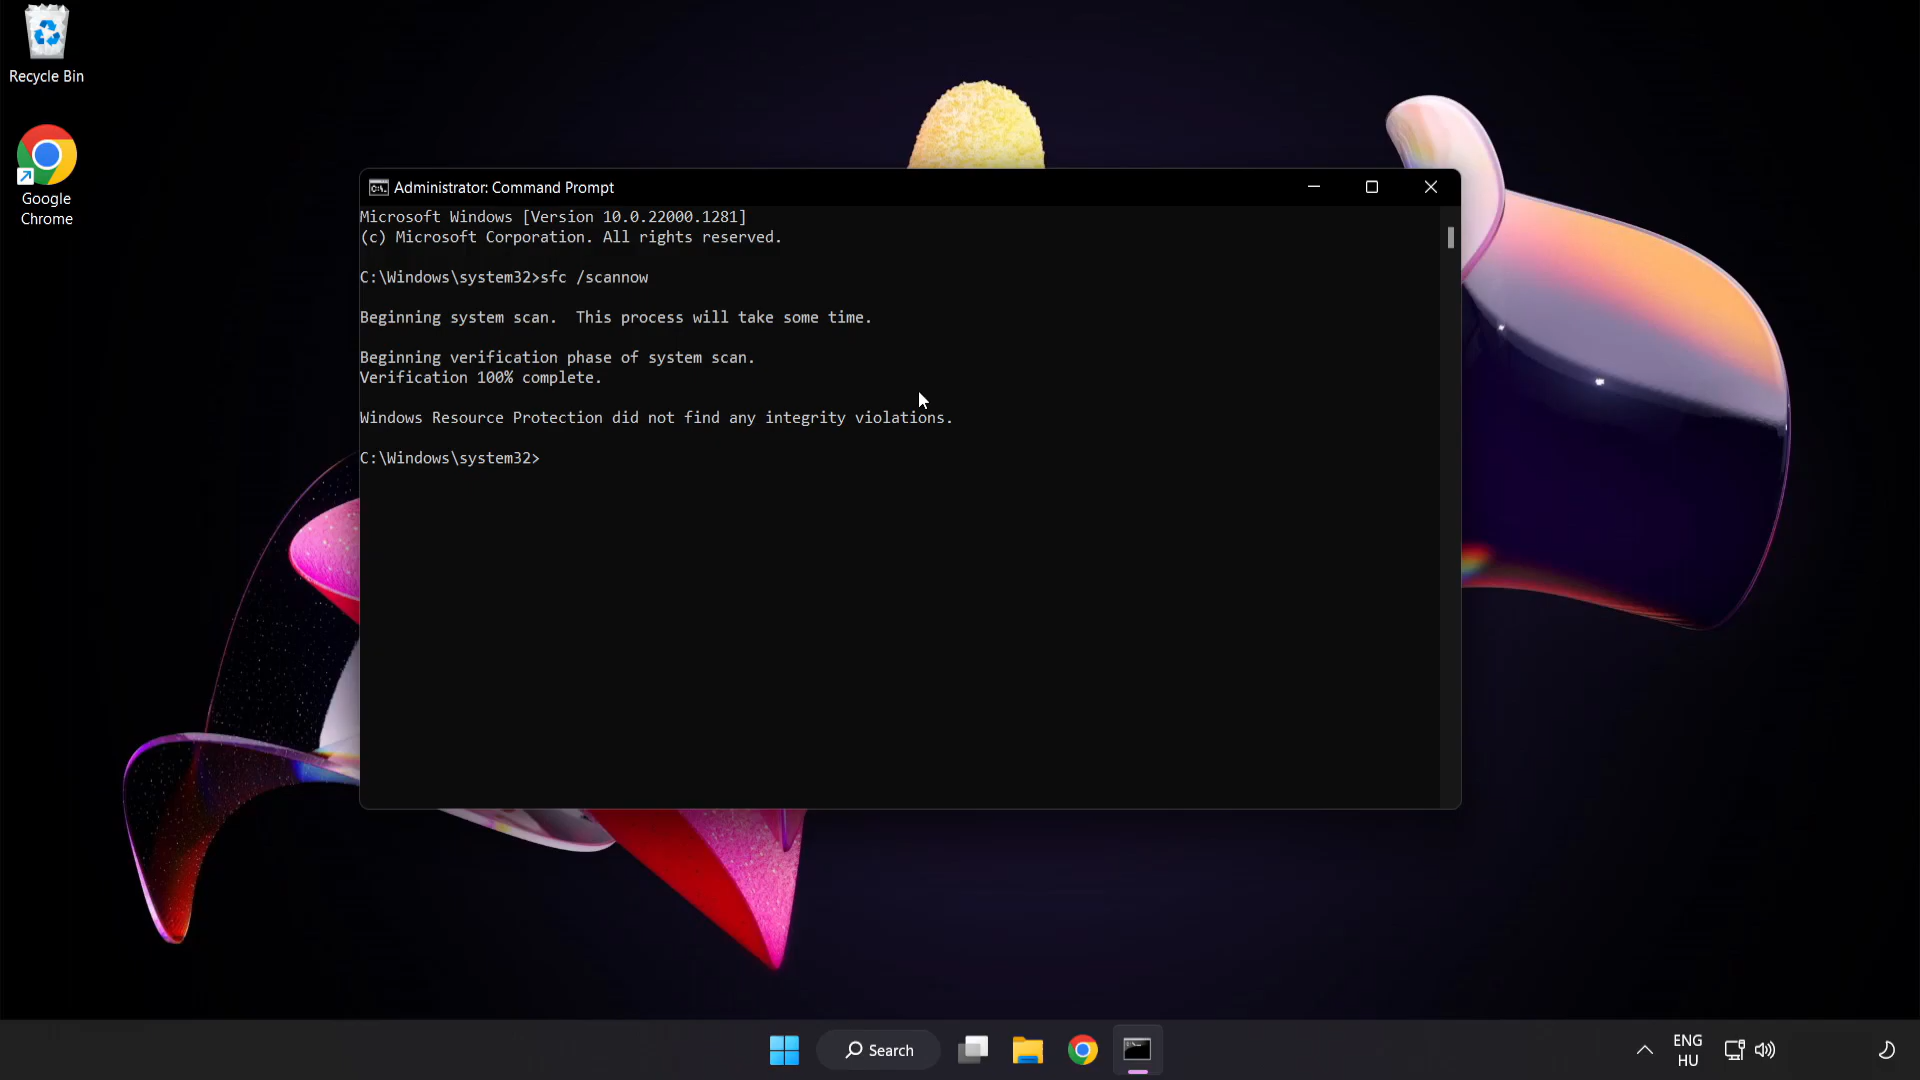 Recycle Bin
Google
Chrome
Administrator: Command Prompt
Microsoft Windows [Version 10.0.22000.1281]
(c) Microsoft Corporation. All rights reserved.
C:\Windows\system32>sfc /scannow
Beginning system scan.  This process will take some time.
Beginning verification phase of system scan.
Verification 100% complete.
Windows Resource Protection did not find any integrity violations.
C:\Windows\system32>
Search
ENG
HU